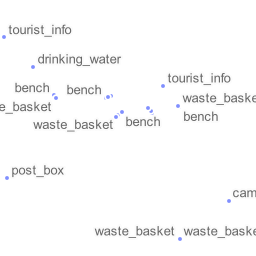 tourist_info
drinking_water
tourist_info
bench
bench
e_basket
waste_baske
waste_basket
bench
bench
post_box
cam
waste_basket
waste_baske